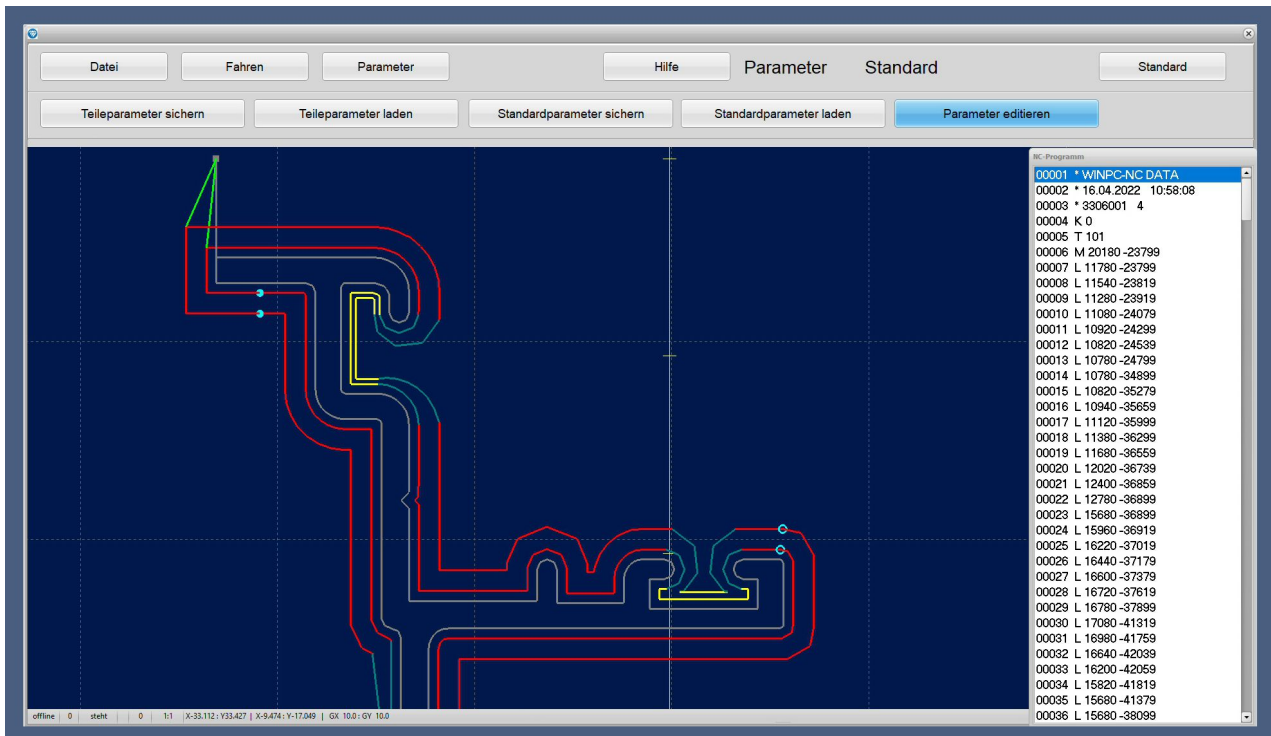 Datei Fahren Parameter Hilfe Parameter Standard Standard
Teileparameter sichern Teileparameter laden Standardparameter sichern Standardparameter laden Parameter editieren
NC-Programm
00001 * WINPC-NC DATA
00002 * 16.04.2022 10:58:08
00003 * 3306001 4
00004 K 0
00005 T 101
00006 M 20180 -23799
00007 L 11780 -23799
00008 L 11540 -23819
00009 L 11280 -23919
00010 L 11080 -24079
00011 L 10920 -24299
00012 L 10820 -24539
00013 L 10780 -24799
00014 L 10780 -34899
00015 L 10820 -35279
00016 L 10940 -35659
00017 L 11120 -35999
00018 L 11380 -36299
00019 L 11680 -36559
00020 L 12020 -36739
00021 L 12400 -36859
00022 L 12780 -36899
00023 L 15680 -36899
00024 L 15960 -36919
00025 L 16220 -37019
00026 L 16440 -37179
00027 L 16600 -37379
00028 L 16720 -37619
00029 L 16780 -37899
00030 L 17080 -41319
00031 L 16980 -41759
00032 L 16640 -42039
00033 L 16200 -42059
00034 L 15820 -41819
00035 L 15680 -41379
00036 L 15680 -38099
offline 0 steht 0 1:1 X-33.112 : Y33.427 | X-9.474 : Y-17.049 | GX 10.0 : GY 10.0